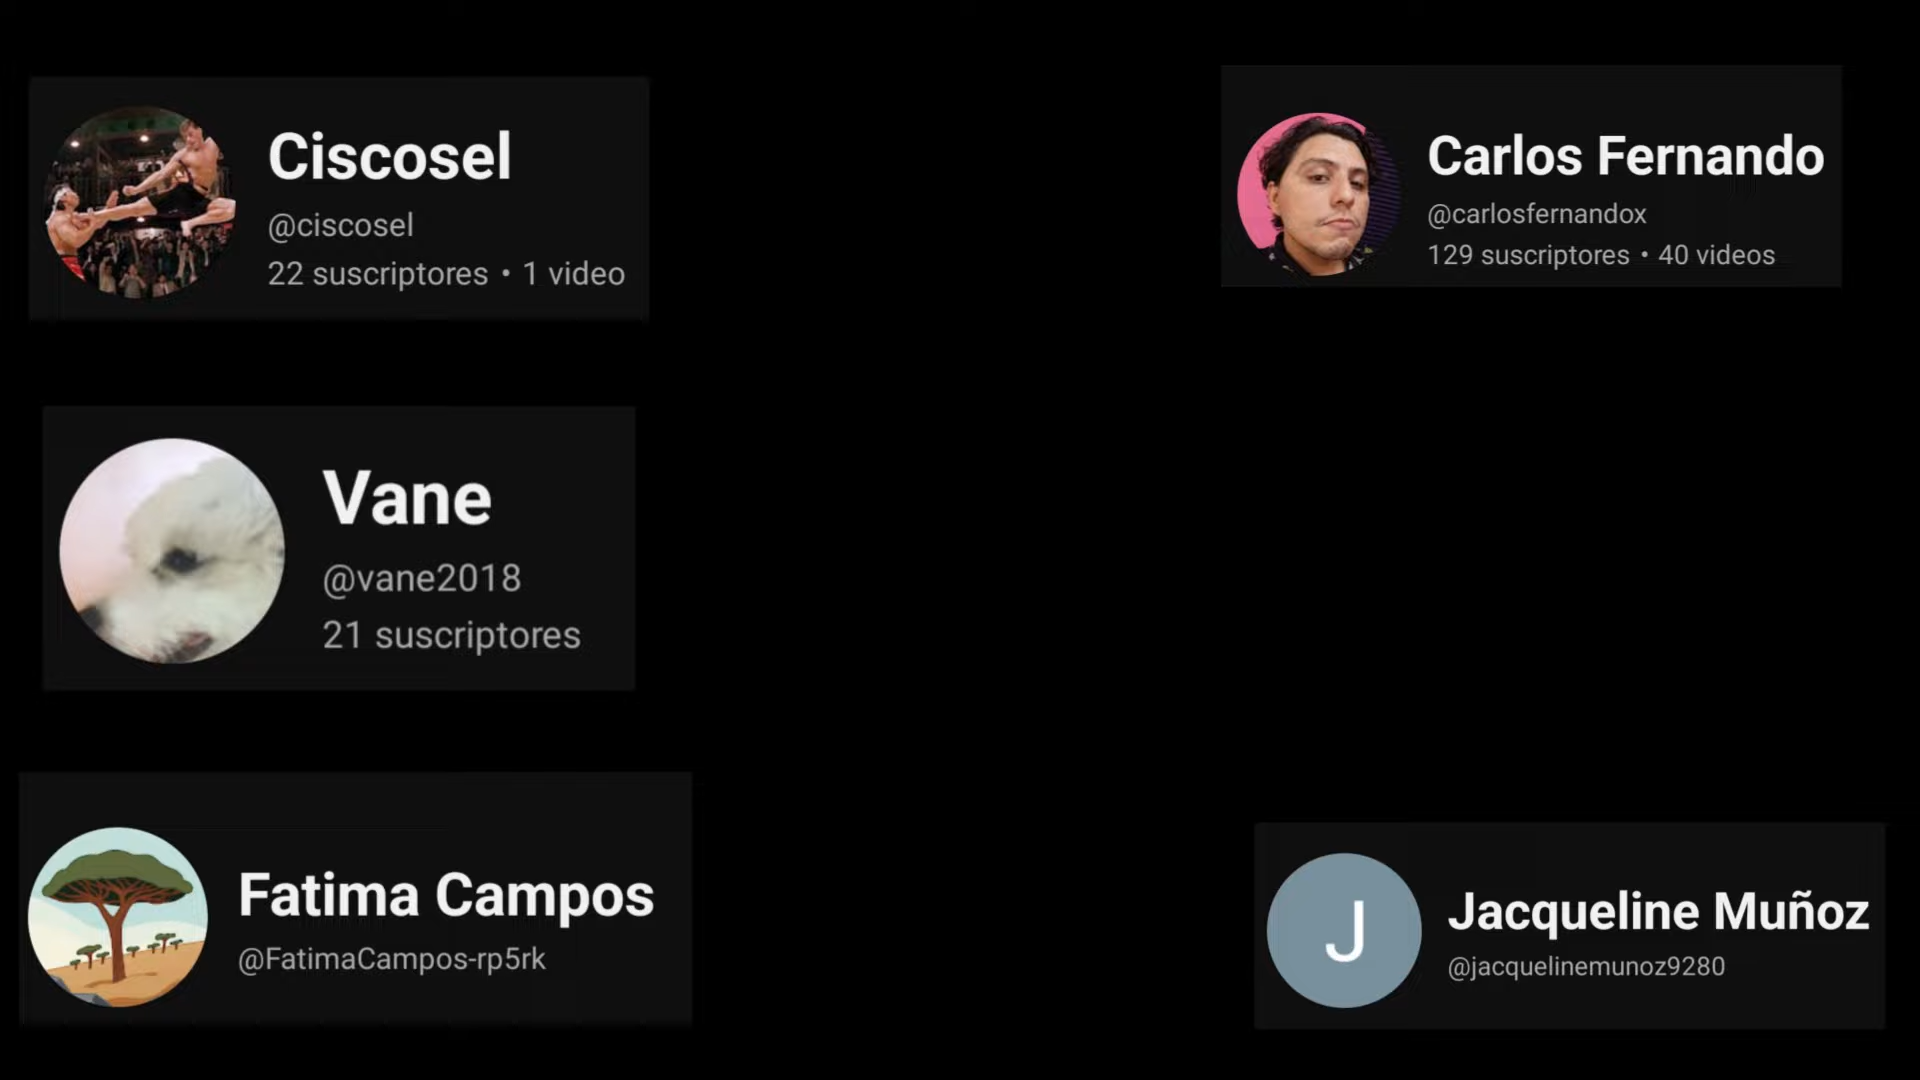 Ciscosel
@ciscosel
22 suscriptores • 1 video
Carlos Fernando
@carlosfernandox
129 suscriptores • 40 videos
Vane
@vane2018
21 suscriptores
Fatima Campos
@FatimaCampos-rp5rk
J
Jacqueline Muñoz
@jacquelinemunoz9280